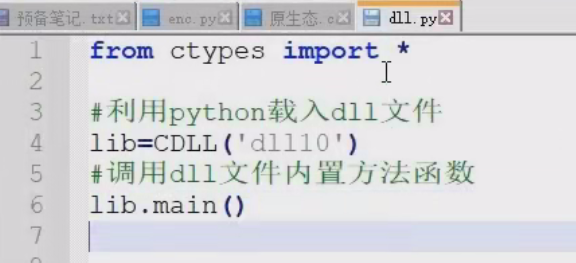 预备笔记.txt enc.py 原生态.c dll.py
1 from ctypes import *
2
3 #利用python载入dll文件
4 lib=CDLL('dll10')
5 #调用dll文件内置方法函数
6 lib.main()
7